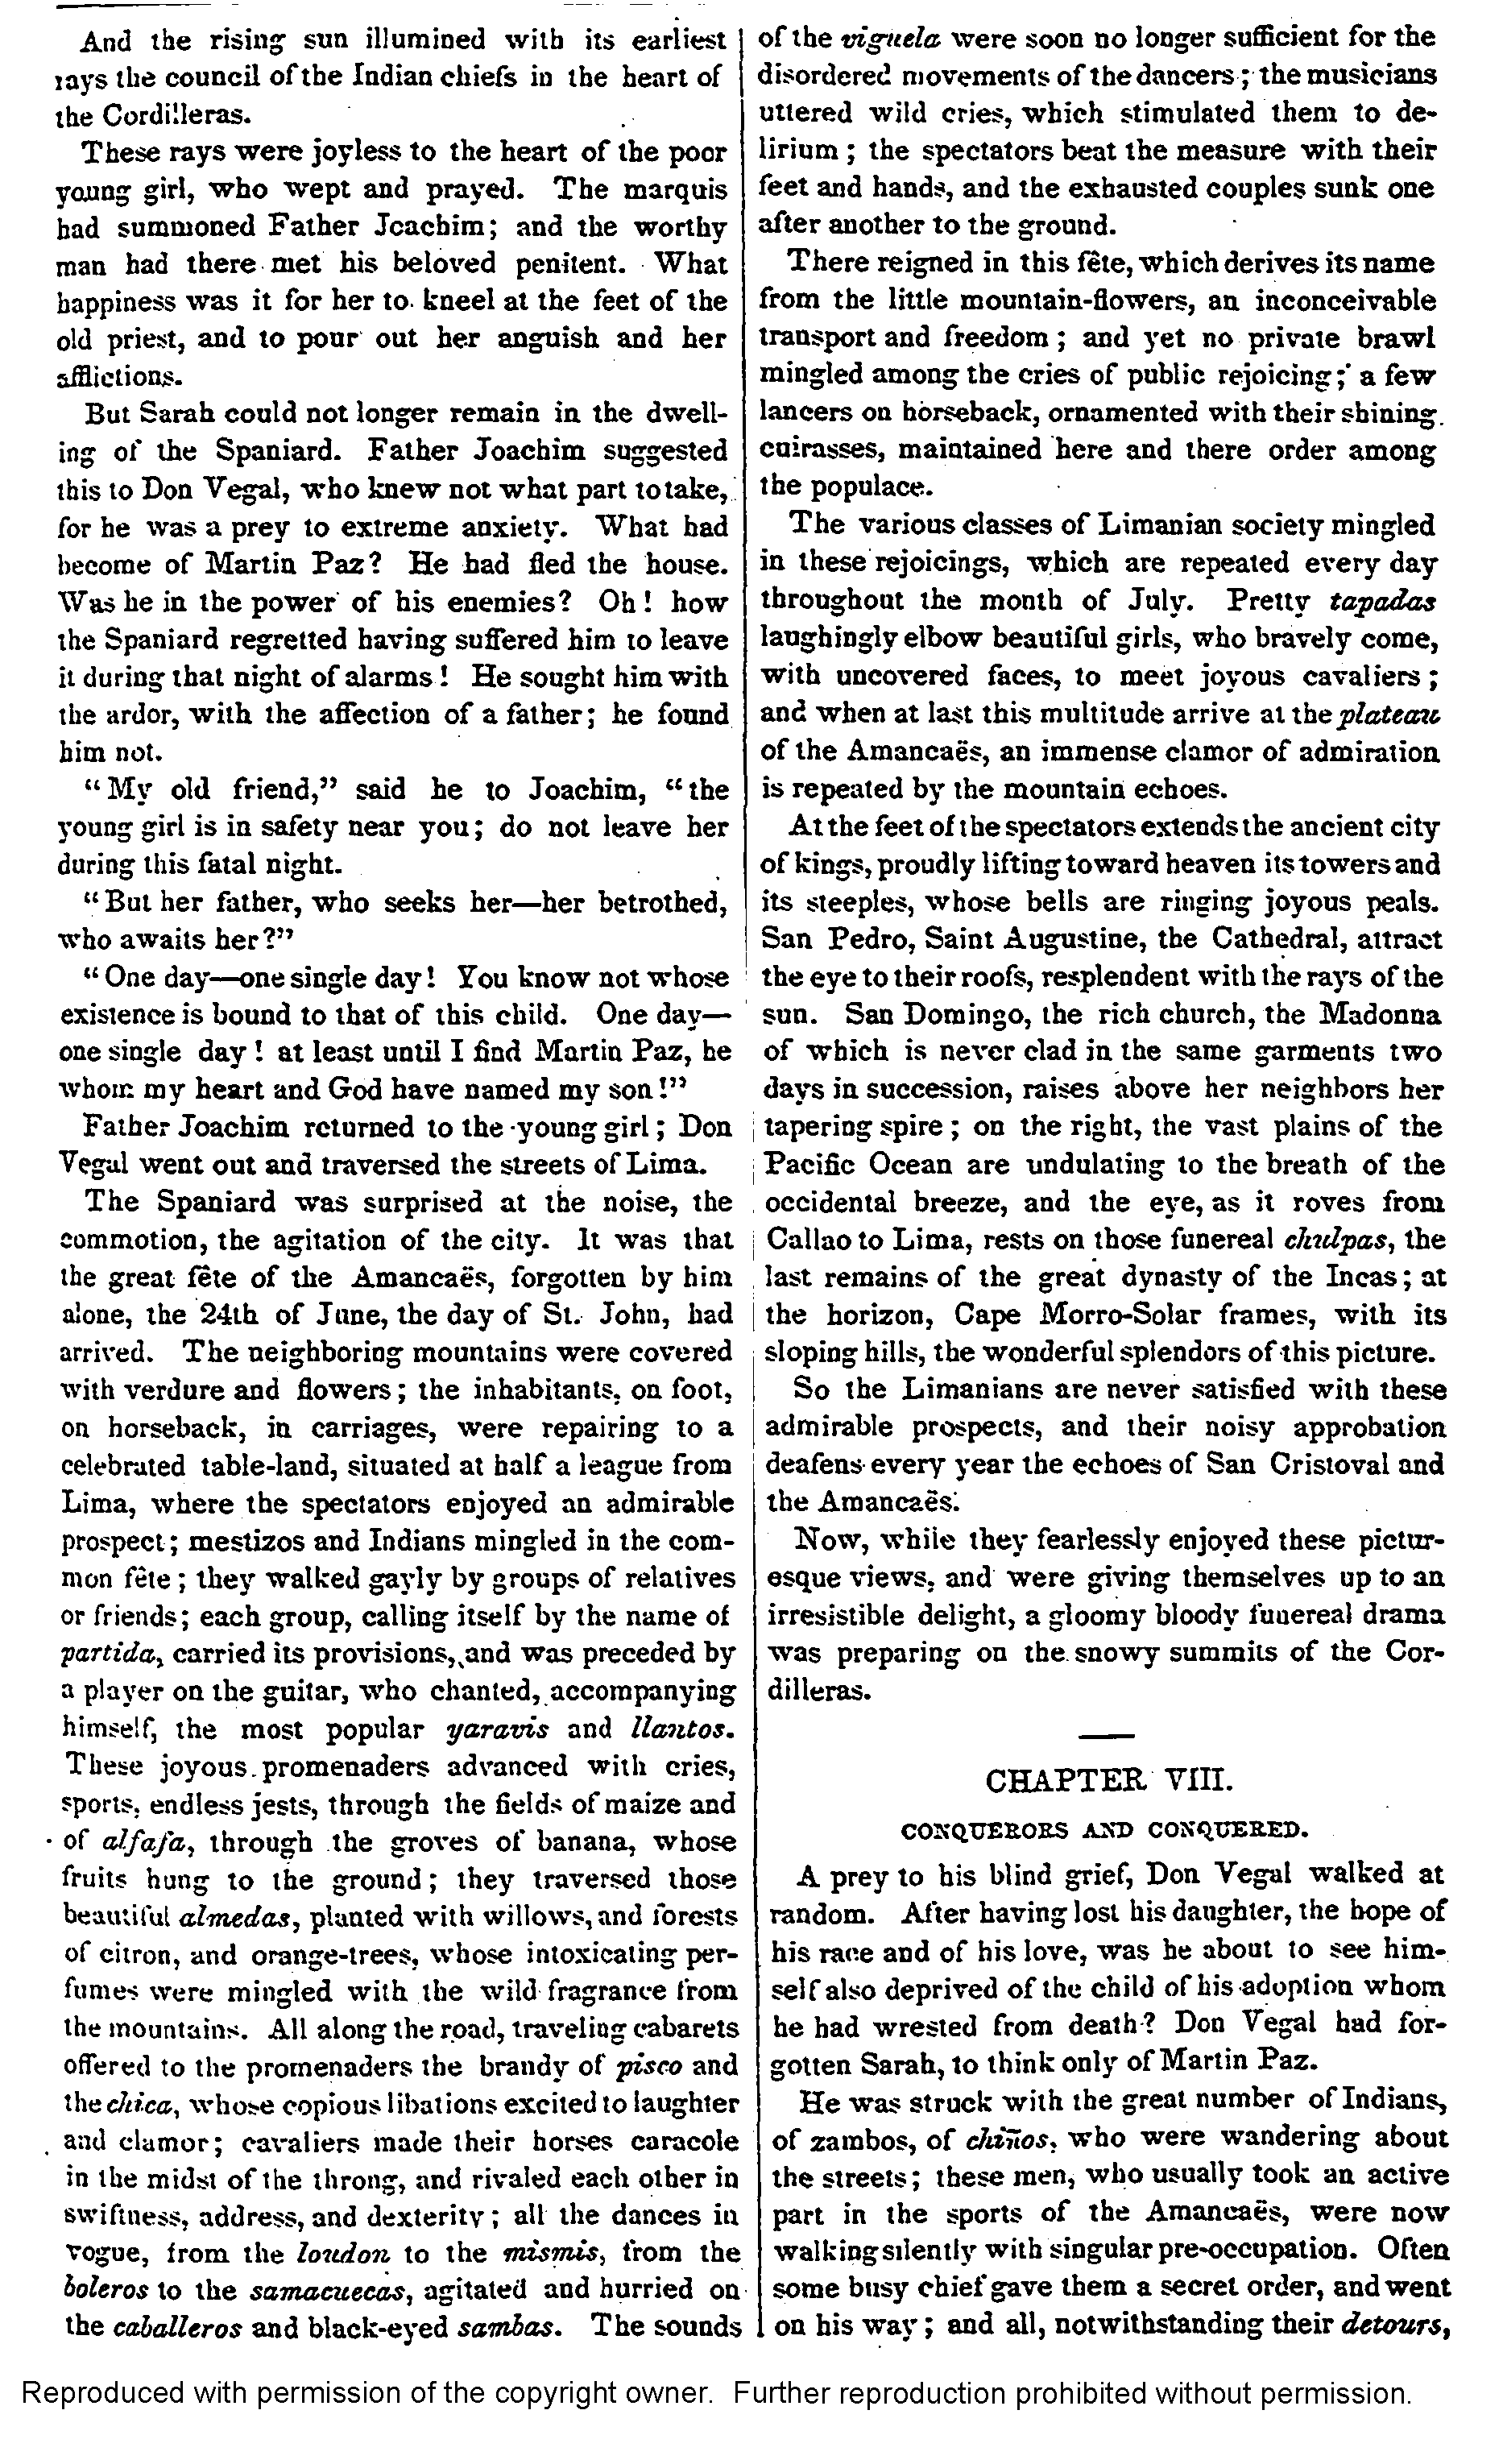 And the rising sun illumined with its earliest
rays the council of the Indian chiefs in the heart of
the Cordilleras.
These rays were joyless to the heart of the poor
young girl, who wept and prayed. The marquis
had summoned Father Joachim; and the worthy
man had there met his beloved penitent. What
happiness was it for her to kneel at the feet of the
old priest, and to pour out her anguish and her
afflictions.
But Sarah could not longer remain in the dwell-
ing of the Spaniard. Father Joachim suggested
this to Don Vegal, who knew not what part to take,
for he was a prey to extreme anxiety. What had
become of Martin Paz? He had fled the house.
Was he in the power of his enemies? Oh! how
the Spaniard regretted having suffered him to leave
it during that night of alarms! He sought him with
the ardor, with the affection of a father; he found
him not.
"My old friend," said he to Joachim, "the
young girl is in safety near you; do not leave her
during this fatal night.
"But her father, who seeks her—her betrothed,
who awaits her?"
"One day—one single day! You know not whose
existence is bound to that of this child. One day—
one single day! at least until I find Martin Paz, he
whom my heart and God have named my son!"
Father Joachim returned to the young girl; Don
Vegal went out and traversed the streets of Lima.
The Spaniard was surprised at the noise, the
commotion, the agitation of the city. It was that
the great fête of the Amancaës, forgotten by him
alone, the 24th of June, the day of St. John, had
arrived. The neighboring mountains were covered
with verdure and flowers; the inhabitants, on foot,
on horseback, in carriages, were repairing to a
celebrated table-land, situated at half a league from
Lima, where the spectators enjoyed an admirable
prospect; mestizos and Indians mingled in the com-
mon fête; they walked gayly by groups of relatives
or friends; each group, calling itself by the name of
partida, carried its provisions, and was preceded by
a player on the guitar, who chanted, accompanying
himself, the most popular yaravis and llantos.
These joyous promenaders advanced with cries,
sports, endless jests, through the fields of maize and
of alfafa, through the groves of banana, whose
fruits hung to the ground; they traversed those
beautiful almedas, planted with willows, and forests
of citron, and orange-trees, whose intoxicating per-
fumes were mingled with the wild fragrance from
the mountains. All along the road, traveling cabarets
offered to the promenaders the brandy of pisco and
the chica, whose copious libations excited to laughter
and clamor; cavaliers made their horses caracole
in the midst of the throng, and rivaled each other in
swiftness, address, and dexterity; all the dances in
vogue, from the loudon to the mismis, from the
boleros to the samacuecas, agitated and hurried on
the caballeros and black-eyed sambas. The sounds
of the viguela were soon no longer sufficient for the
disordered movements of the dancers; the musicians
uttered wild cries, which stimulated them to de-
lirium; the spectators beat the measure with their
feet and hands, and the exhausted couples sunk one
after another to the ground.
There reigned in this fête, which derives its name
from the little mountain-flowers, an inconceivable
transport and freedom; and yet no private brawl
mingled among the cries of public rejoicing; a few
lancers on horseback, ornamented with their shining
cuirasses, maintained here and there order among
the populace.
The various classes of Limanian society mingled
in these rejoicings, which are repeated every day
throughout the month of July. Pretty tapadas
laughingly elbow beautiful girls, who bravely come,
with uncovered faces, to meet joyous cavaliers;
and when at last this multitude arrive at the plateau
of the Amancaës, an immense clamor of admiration
is repeated by the mountain echoes.
At the feet of the spectators extends the ancient city
of kings, proudly lifting toward heaven its towers and
its steeples, whose bells are ringing joyous peals.
San Pedro, Saint Augustine, the Cathedral, attract
the eye to their roofs, resplendent with the rays of the
sun. San Domingo, the rich church, the Madonna
of which is never clad in the same garments two
days in succession, raises above her neighbors her
tapering spire; on the right, the vast plains of the
Pacific Ocean are undulating to the breath of the
occidental breeze, and the eye, as it roves from
Callao to Lima, rests on those funereal chulpas, the
last remains of the great dynasty of the Incas; at
the horizon, Cape Morro-Solar frames, with its
sloping hills, the wonderful splendors of this picture.
So the Limanians are never satisfied with these
admirable prospects, and their noisy approbation
deafens every year the echoes of San Cristoval and
the Amancaës.
Now, while they fearlessly enjoyed these pictur-
esque views, and were giving themselves up to an
irresistible delight, a gloomy bloody funereal drama
was preparing on the snowy summits of the Cor-
dilleras.
CHAPTER VIII.
CONQUERORS AND CONQUERED.
A prey to his blind grief, Don Vegal walked at
random. After having lost his daughter, the hope of
his race and of his love, was he about to see him-
self also deprived of the child of his adoption whom
he had wrested from death? Don Vegal had for-
gotten Sarah, to think only of Martin Paz.
He was struck with the great number of Indians,
of zambos, of chiños, who were wandering about
the streets; these men, who usually took an active
part in the sports of the Amancaës, were now
walking silently with singular pre-occupation. Often
some busy chief gave them a secret order, and went
on his way; and all, notwithstanding their detours,
Reproduced with permission of the copyright owner. Further reproduction prohibited without permission.